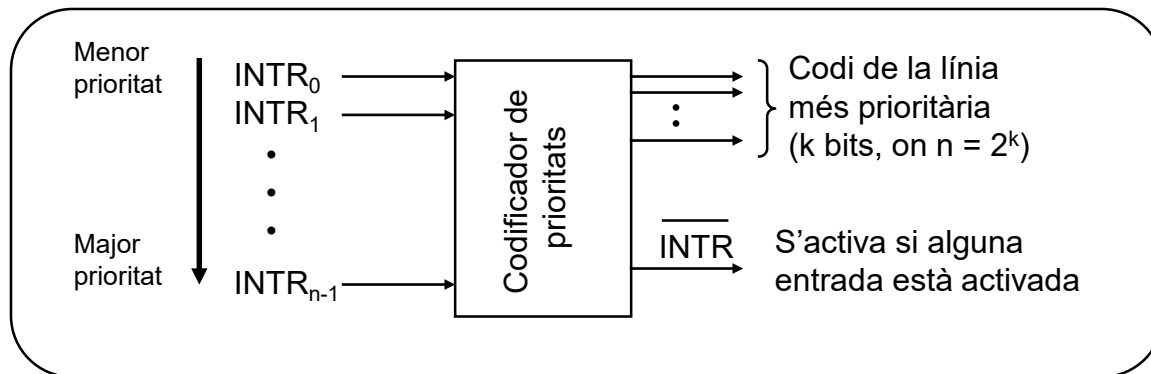 Menor
prioritat
INTR₀
INTR₁
Major
prioritat
INTRₙ₋₁
Codificador de
prioritats
Codi de la línia
més prioritària
(k bits, on n = 2ᵏ)
INTR
S’activa si alguna
entrada està activada